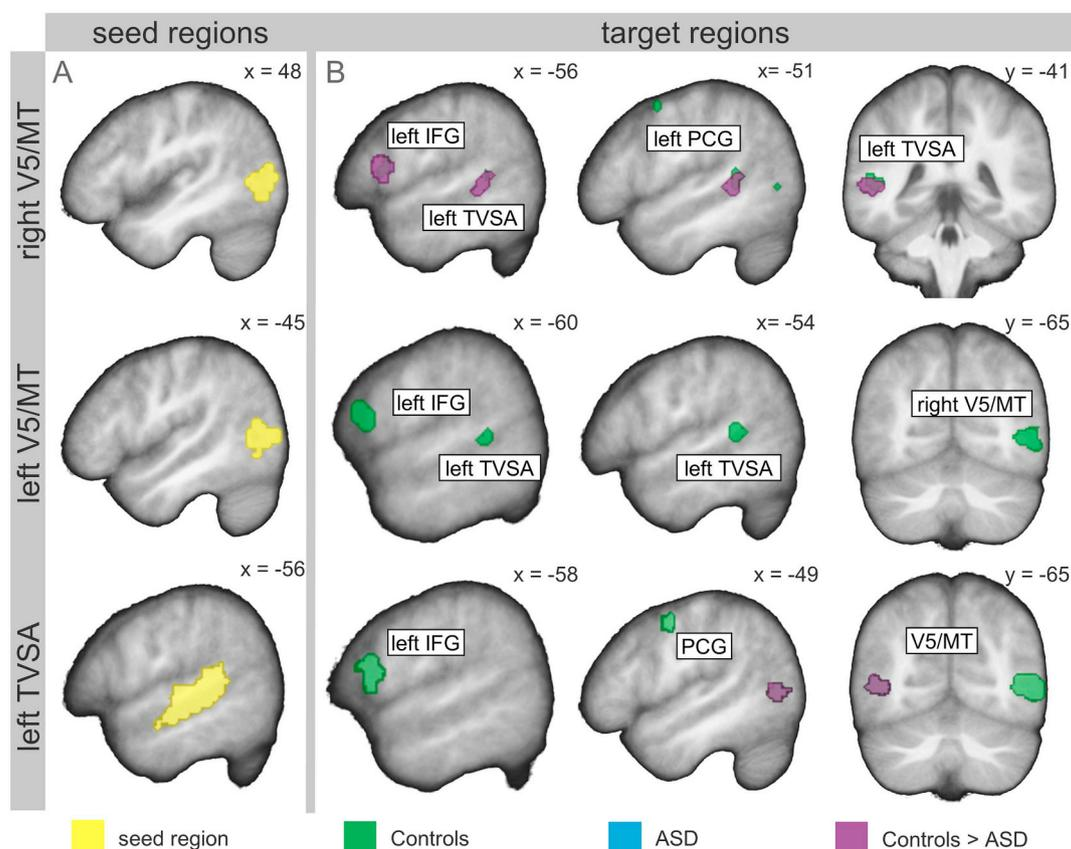 seed regions
target regions
right V5/MT
A
x = 48
B
x = -56
left IFG
left TVSA
x= -51
left PCG
y = -41
left TVSA
left V5/MT
x = -45
x = -60
left IFG
left TVSA
x= -54
left TVSA
y = -65
right V5/MT
left TVSA
x = -56
x = -58
left IFG
x = -49
PCG
y = -65
V5/MT
seed region
Controls
ASD
Controls > ASD